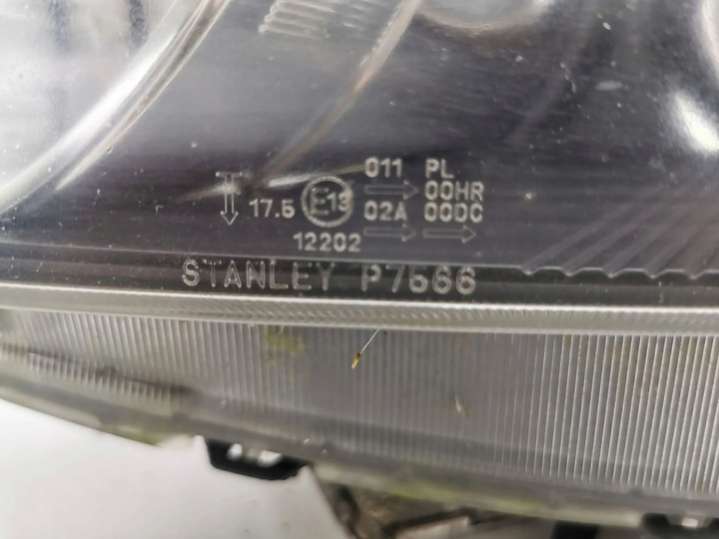 011 PL
00HR
17.5 E13
02A 00DC
12202
STANLEY P7566